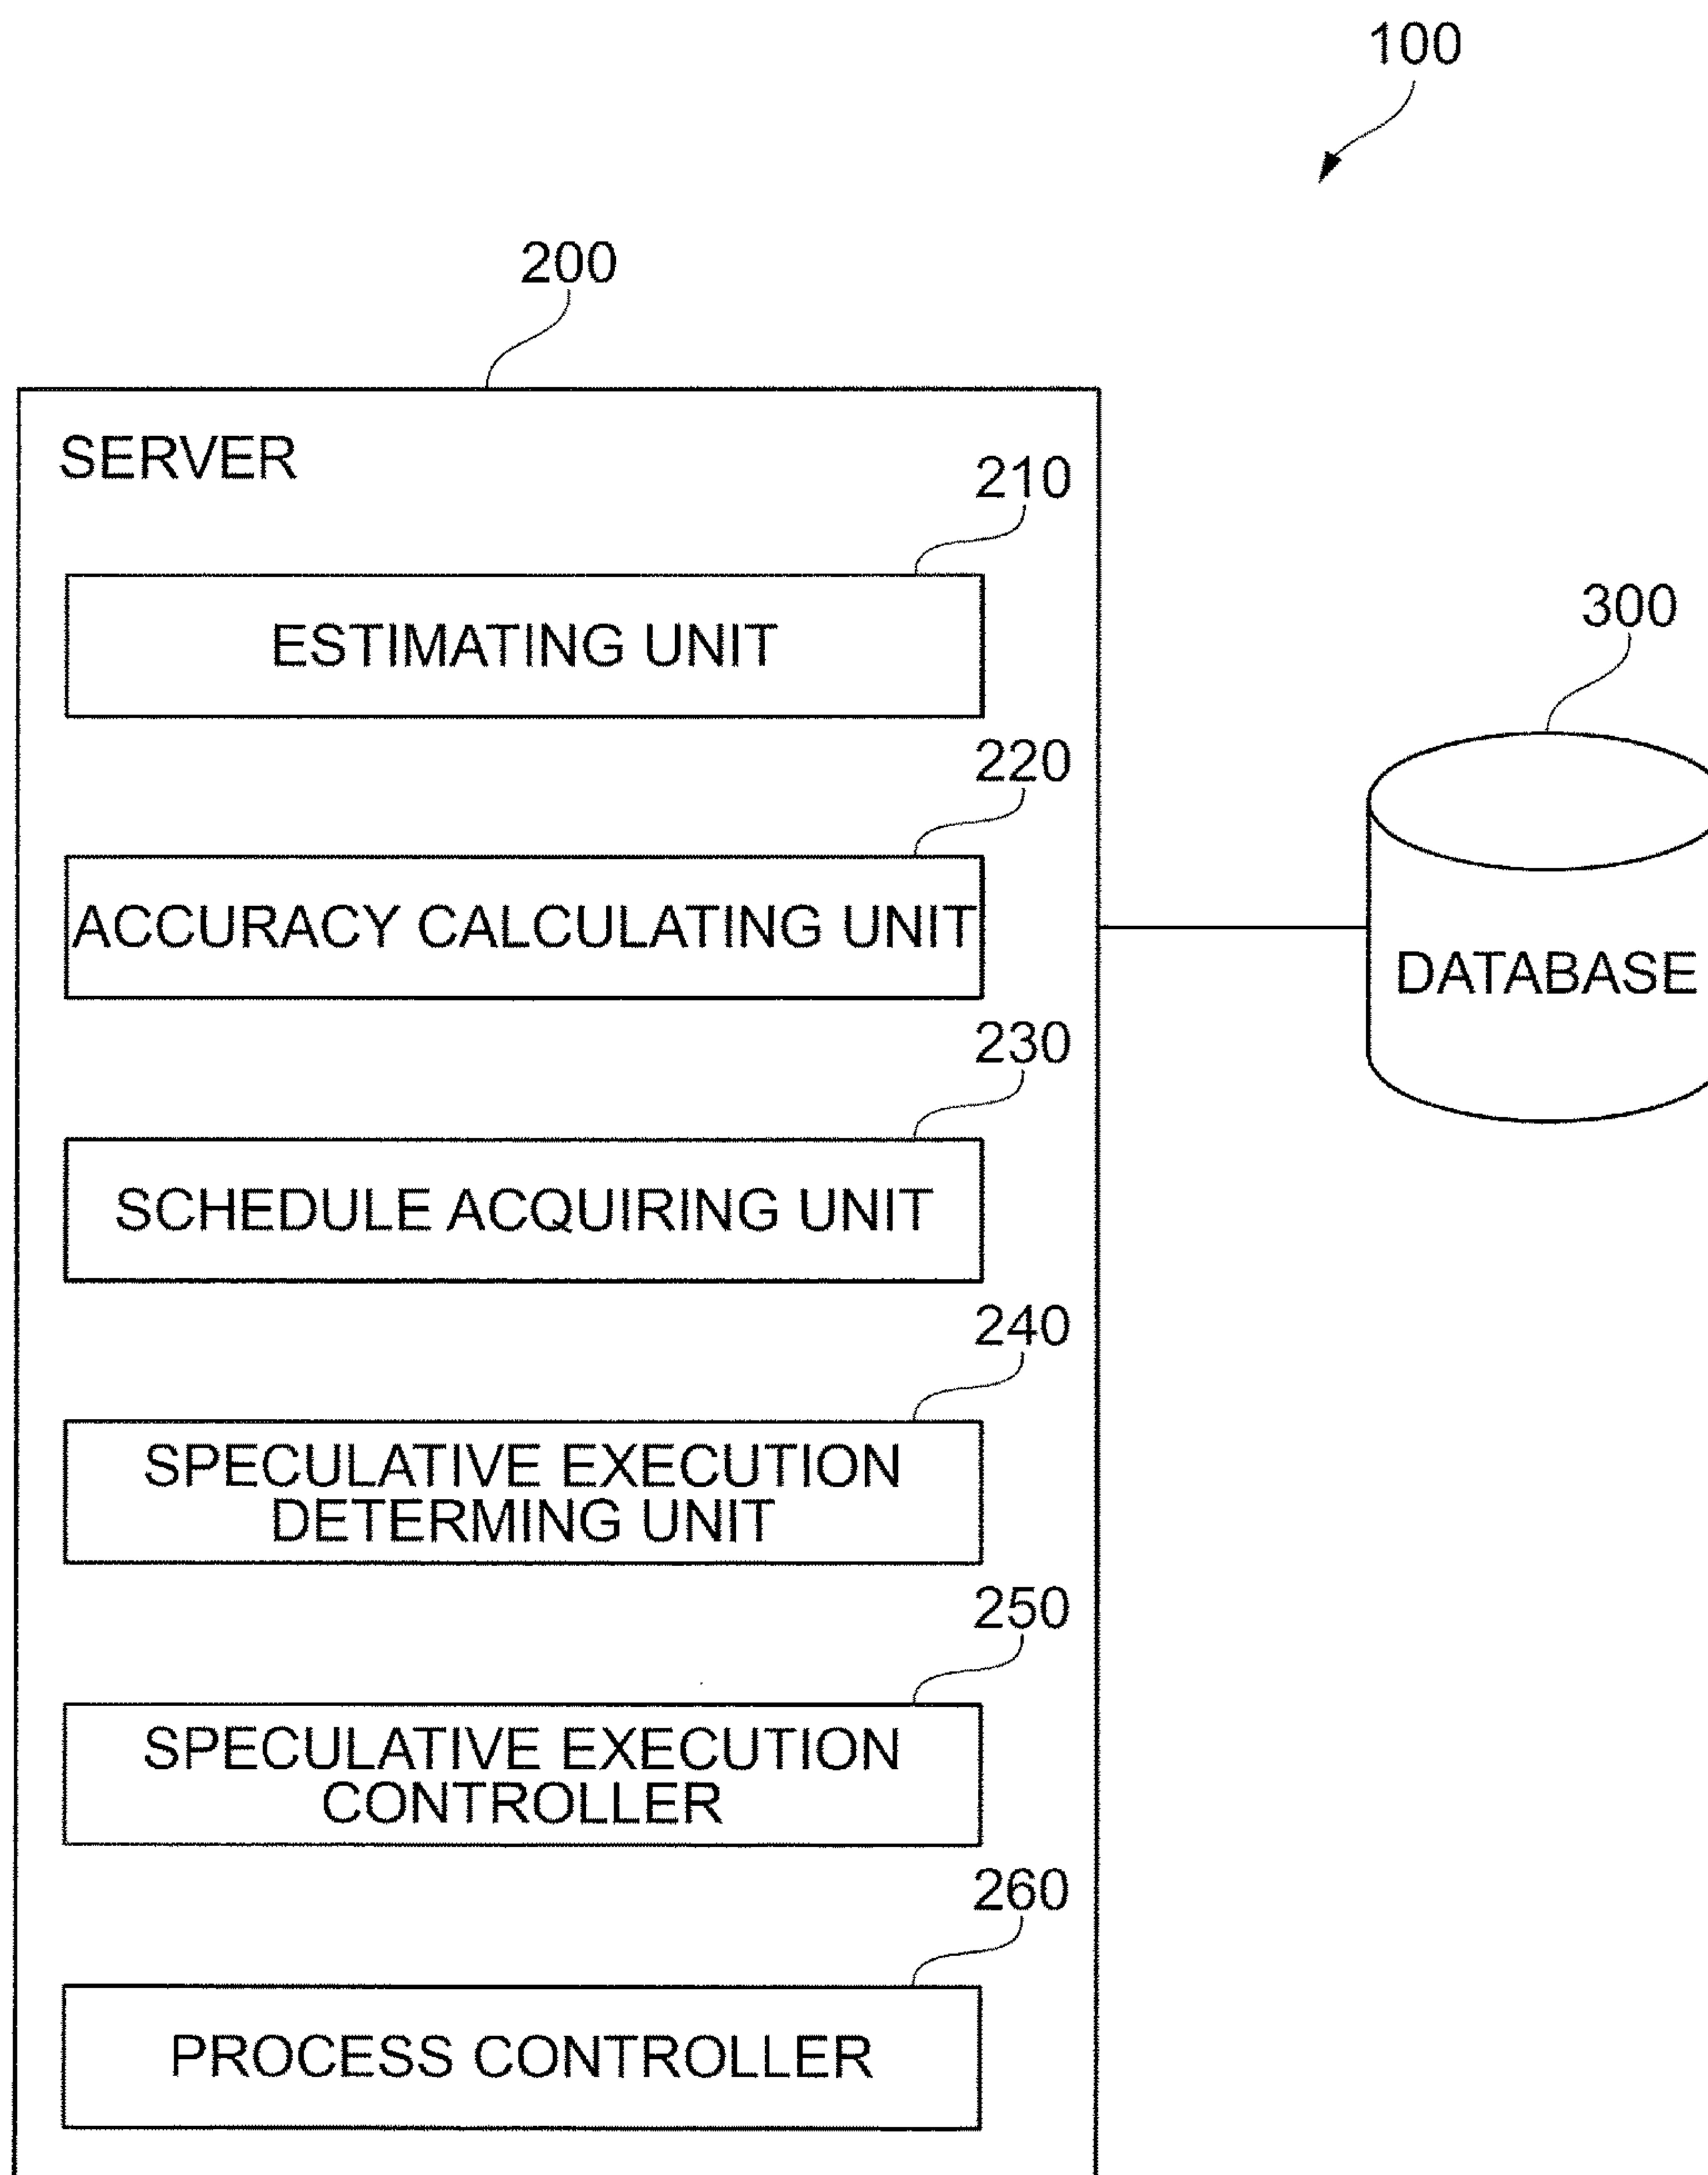 100
200
SERVER
210
ESTIMATING UNIT
300
220
ACCURACY CALCULATING UNIT
DATABASE
230
SCHEDULE ACQUIRING UNIT
240
SPECULATIVE EXECUTION
DETERMING UNIT
250
SPECULATIVE EXECUTION
CONTROLLER
260
PROCESS CONTROLLER